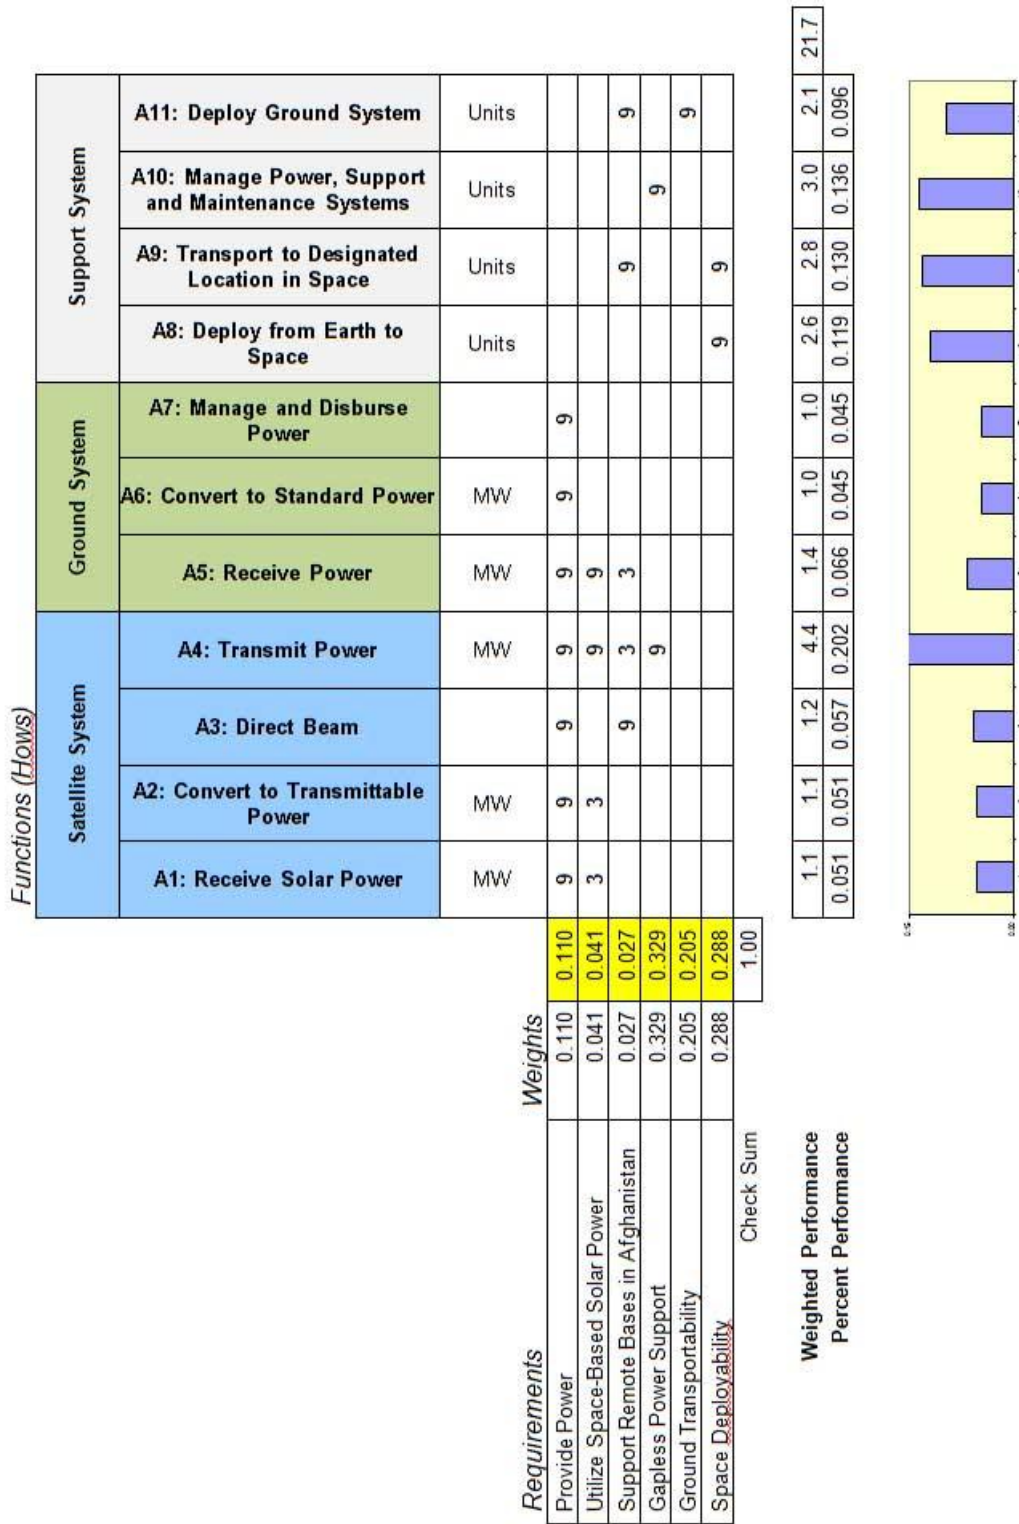 Functions (Hows)
Satellite System Ground System Support System
A1: Receive Solar Power
A2: Convert to Transmittable Power
A3: Direct Beam
A4: Transmit Power
A5: Receive Power
A6: Convert to Standard Power
A7: Manage and Disburse Power
A8: Deploy from Earth to Space
A9: Transport to Designated Location in Space
A10: Manage Power, Support and Maintenance Systems
A11: Deploy Ground System
MW MW MW MW MW Units Units Units Units
Requirements Weights
Provide Power 0.110 0.110 9 9 9 9 9 9 9
Utilize Space-Based Solar Power 0.041 0.041 3 3 9 9
Support Remote Bases in Afghanistan 0.027 0.027 9 3 3 9 9
Gapless Power Support 0.329 0.329 9 9
Ground Transportability 0.205 0.205 9
Space Deployability 0.288 0.288 9 9
Check Sum 1.00
Weighted Performance 1.1 1.1 1.2 4.4 1.4 1.0 1.0 2.6 2.8 3.0 2.1 21.7
Percent Performance 0.051 0.051 0.057 0.202 0.066 0.045 0.045 0.119 0.130 0.136 0.096